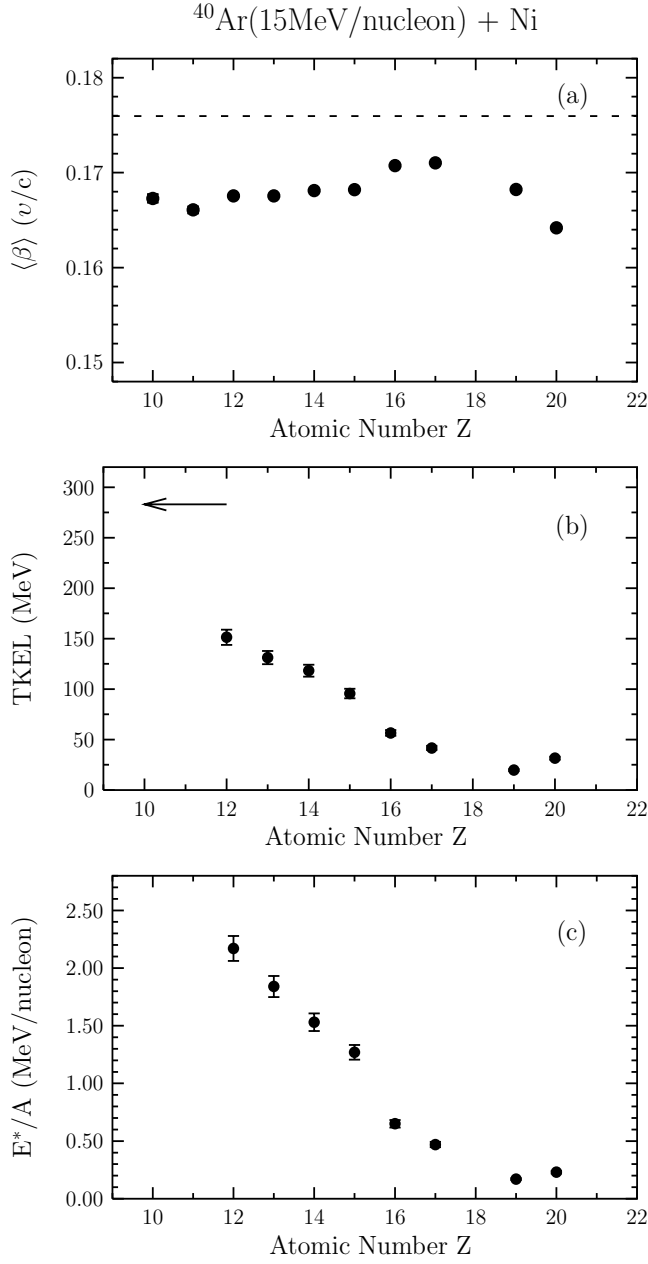 ⁴⁰Ar(15MeV/nucleon) + Ni
(a)
0.18
0.17
0.16
0.15
⟨β⟩ (υ/c)
10 12 14 16 18 20 22
Atomic Number Z
(b)
300
250
200
150
100
50
0
TKEL (MeV)
10 12 14 16 18 20 22
Atomic Number Z
(c)
2.50
2.00
1.50
1.00
0.50
0.00
E*/A (MeV/nucleon)
10 12 14 16 18 20 22
Atomic Number Z